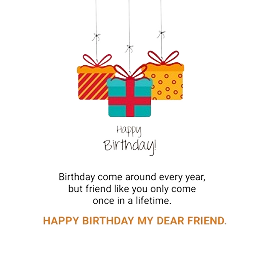 Happy
Birthday!
Birthday come around every year,
but friend like you only come
once in a lifetime.
HAPPY BIRTHDAY MY DEAR FRIEND.